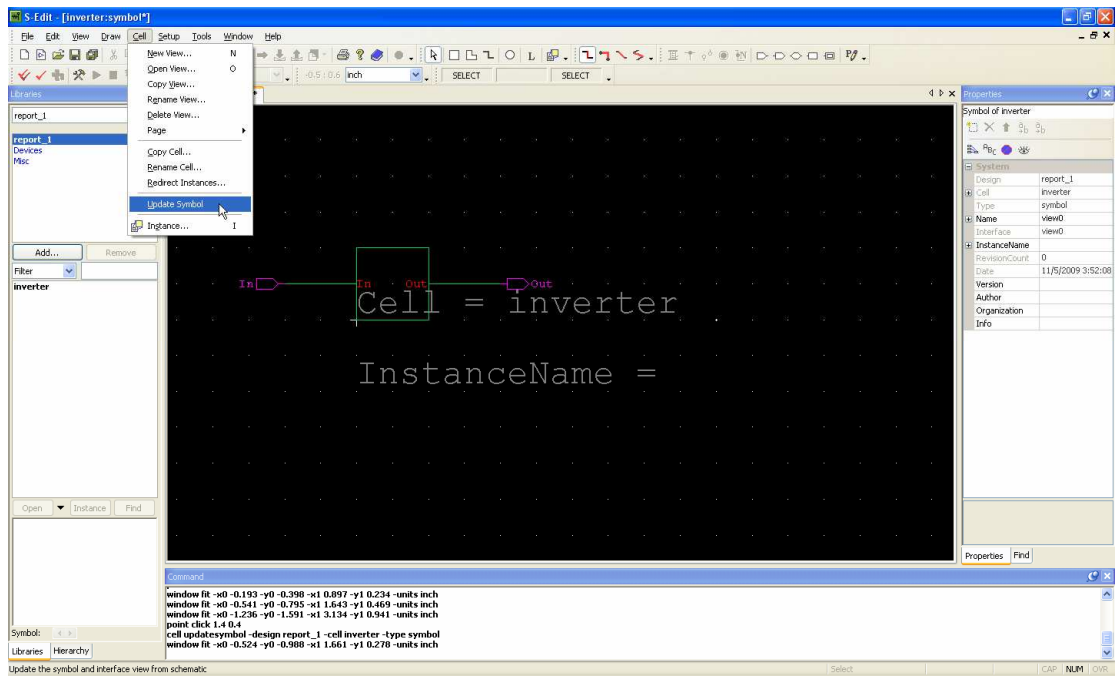 S-Edit - [inverter:symbol*]
File Edit View Draw Cell Setup Tools Window Help
New View... N
Open View... O
Copy View...
Rename View...
Delete View...
Page
Copy Cell...
Rename Cell...
Redirect Instances...
Update Symbol
Instance... I
-0.5 : 0.6 inch SELECT SELECT
Libraries
report_1
report_1
Devices
Misc
Add... Remove
Filter
inverter
Open Instance Find
Symbol:
Libraries Hierarchy
In In Out Out
Cell = inverter
InstanceName =
Properties
Symbol of inverter
System
Design report_1
Cell inverter
Type symbol
Name view0
Interface view0
InstanceName
RevisionCount 0
Date 11/5/2009 3:52:08
Version
Author
Organization
Info
Properties Find
Command
window fit -x0 -0.193 -y0 -0.398 -x1 0.897 -y1 0.234 -units inch
window fit -x0 -0.541 -y0 -0.795 -x1 1.643 -y1 0.469 -units inch
window fit -x0 -1.236 -y0 -1.591 -x1 3.134 -y1 0.941 -units inch
point click 1.4 0.4
cell updatesymbol -design report_1 -cell inverter -type symbol
window fit -x0 -0.524 -y0 -0.988 -x1 1.661 -y1 0.278 -units inch
Update the symbol and interface view from schematic Select CAP NUM OVR